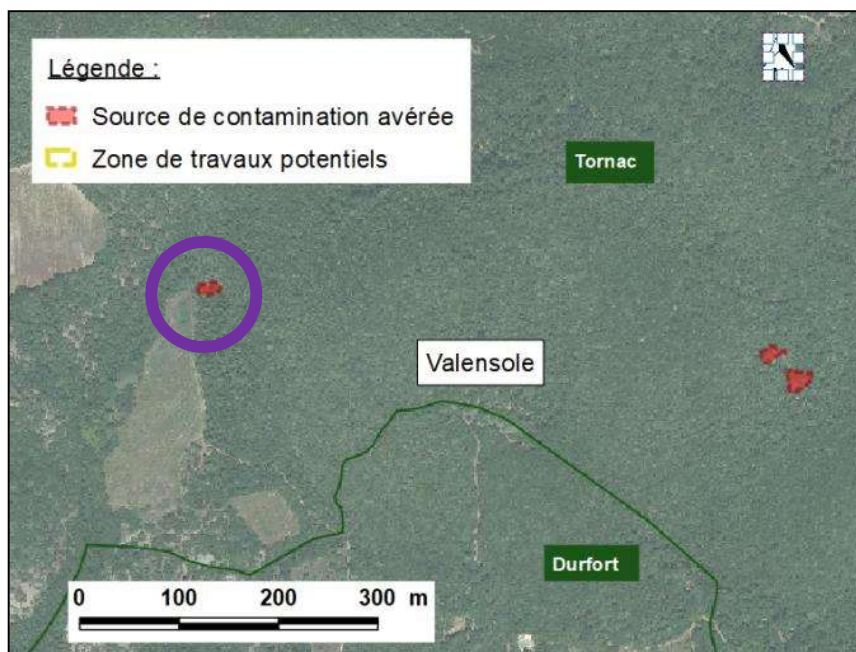 Légende :
Source de contamination avérée
Zone de travaux potentiels
Tornac
Valensole
Durfort
0 100 200 300 m